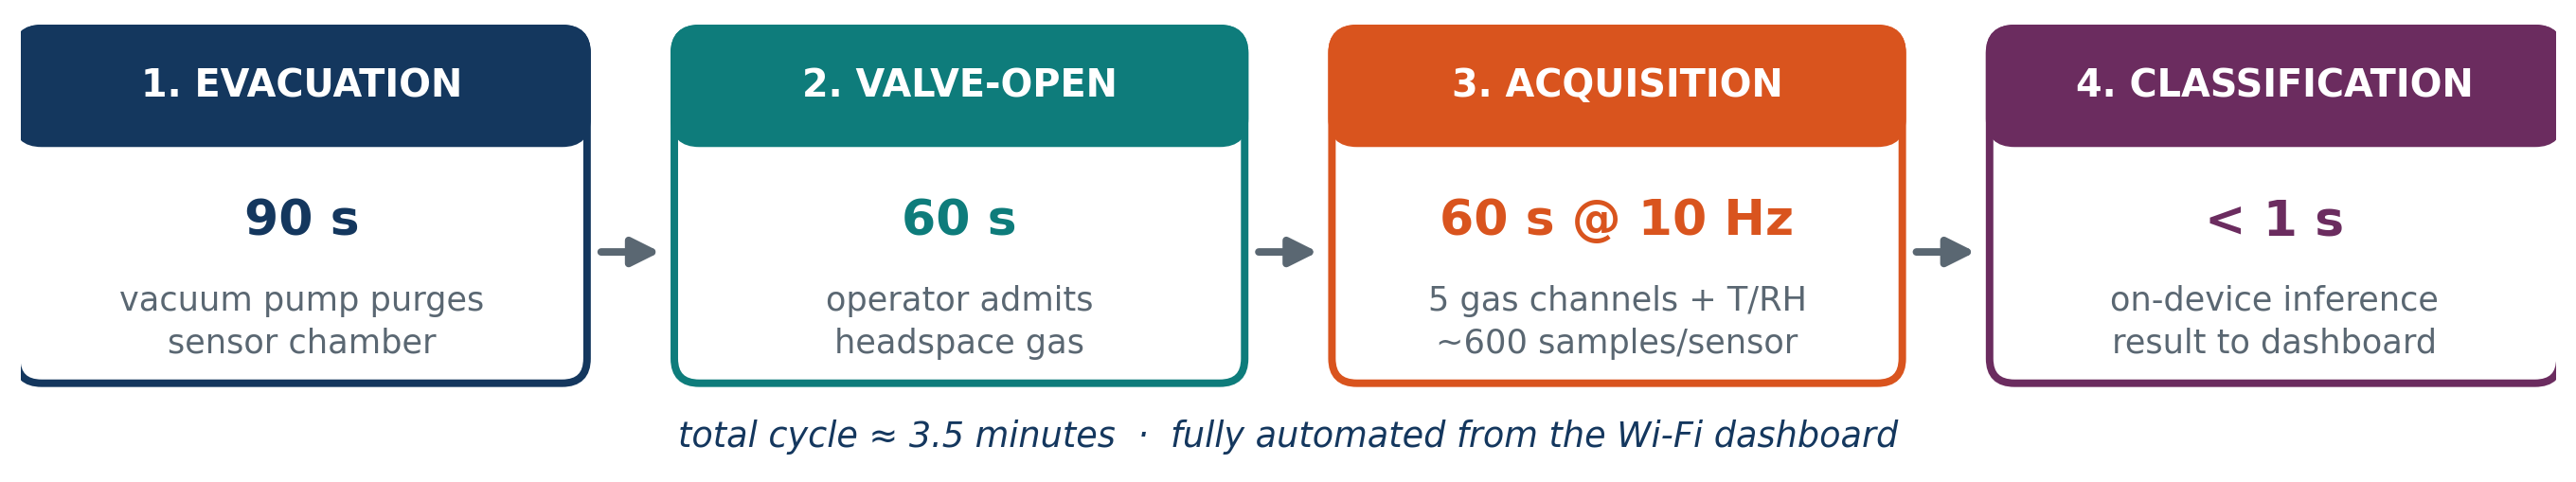 1. EVACUATION
90 s
vacuum pump purges
sensor chamber
2. VALVE-OPEN
60 s
operator admits
headspace gas
3. ACQUISITION
60 s @ 10 Hz
5 gas channels + T/RH
~600 samples/sensor
4. CLASSIFICATION
< 1 s
on-device inference
result to dashboard
total cycle ≈ 3.5 minutes · fully automated from the Wi-Fi dashboard